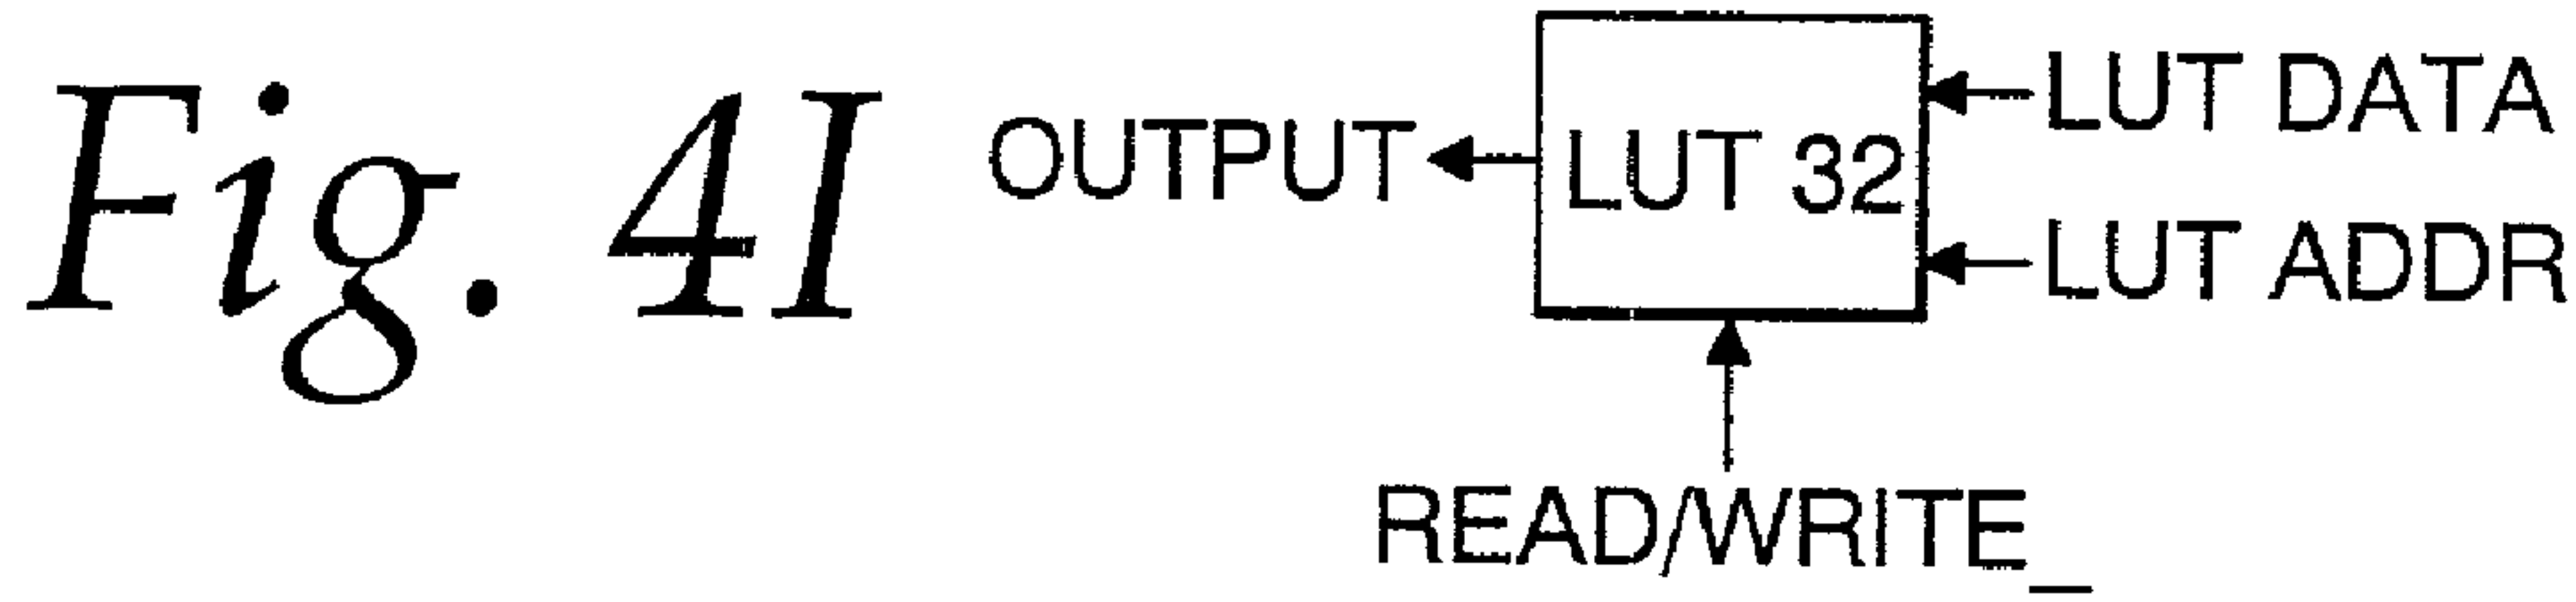 Fig. 4I
OUTPUT
LUT 32
LUT DATA
LUT ADDR
READ/WRITE_